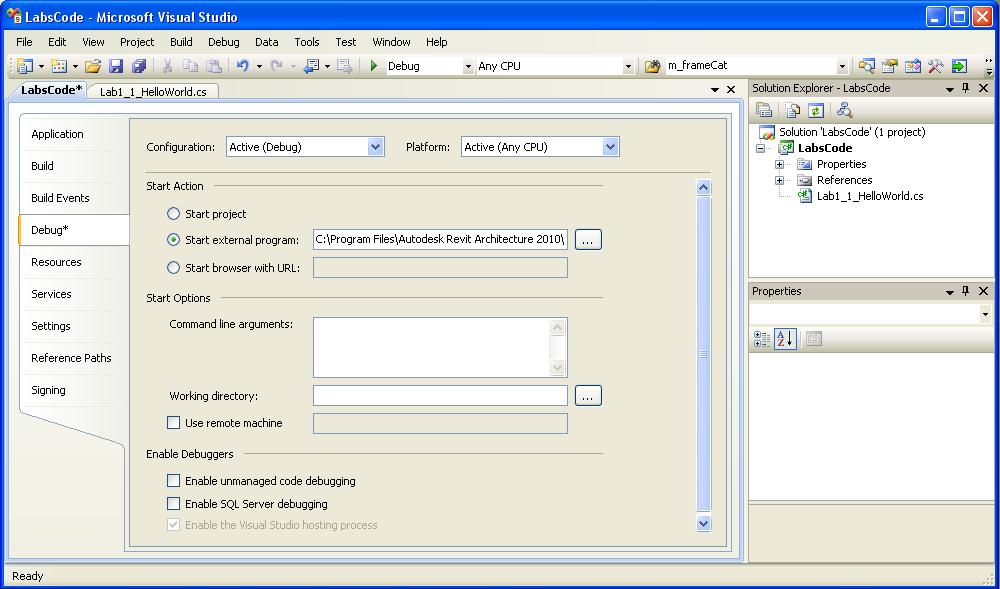 LabsCode - Microsoft Visual Studio
File Edit View Project Build Debug Data Tools Test Window Help
Debug Any CPU m_frameCat
LabsCode* Lab1_1_HelloWorld.cs
Solution Explorer - LabsCode
Solution 'LabsCode' (1 project)
LabsCode
Properties
References
Lab1_1_HelloWorld.cs
Properties
Application
Build
Build Events
Debug*
Resources
Services
Settings
Reference Paths
Signing
Configuration: Active (Debug) Platform: Active (Any CPU)
Start Action
Start project
Start external program: C:\Program Files\Autodesk Revit Architecture 2010\ ...
Start browser with URL:
Start Options
Command line arguments:
Working directory: ...
Use remote machine
Enable Debuggers
Enable unmanaged code debugging
Enable SQL Server debugging
Enable the Visual Studio hosting process
Ready